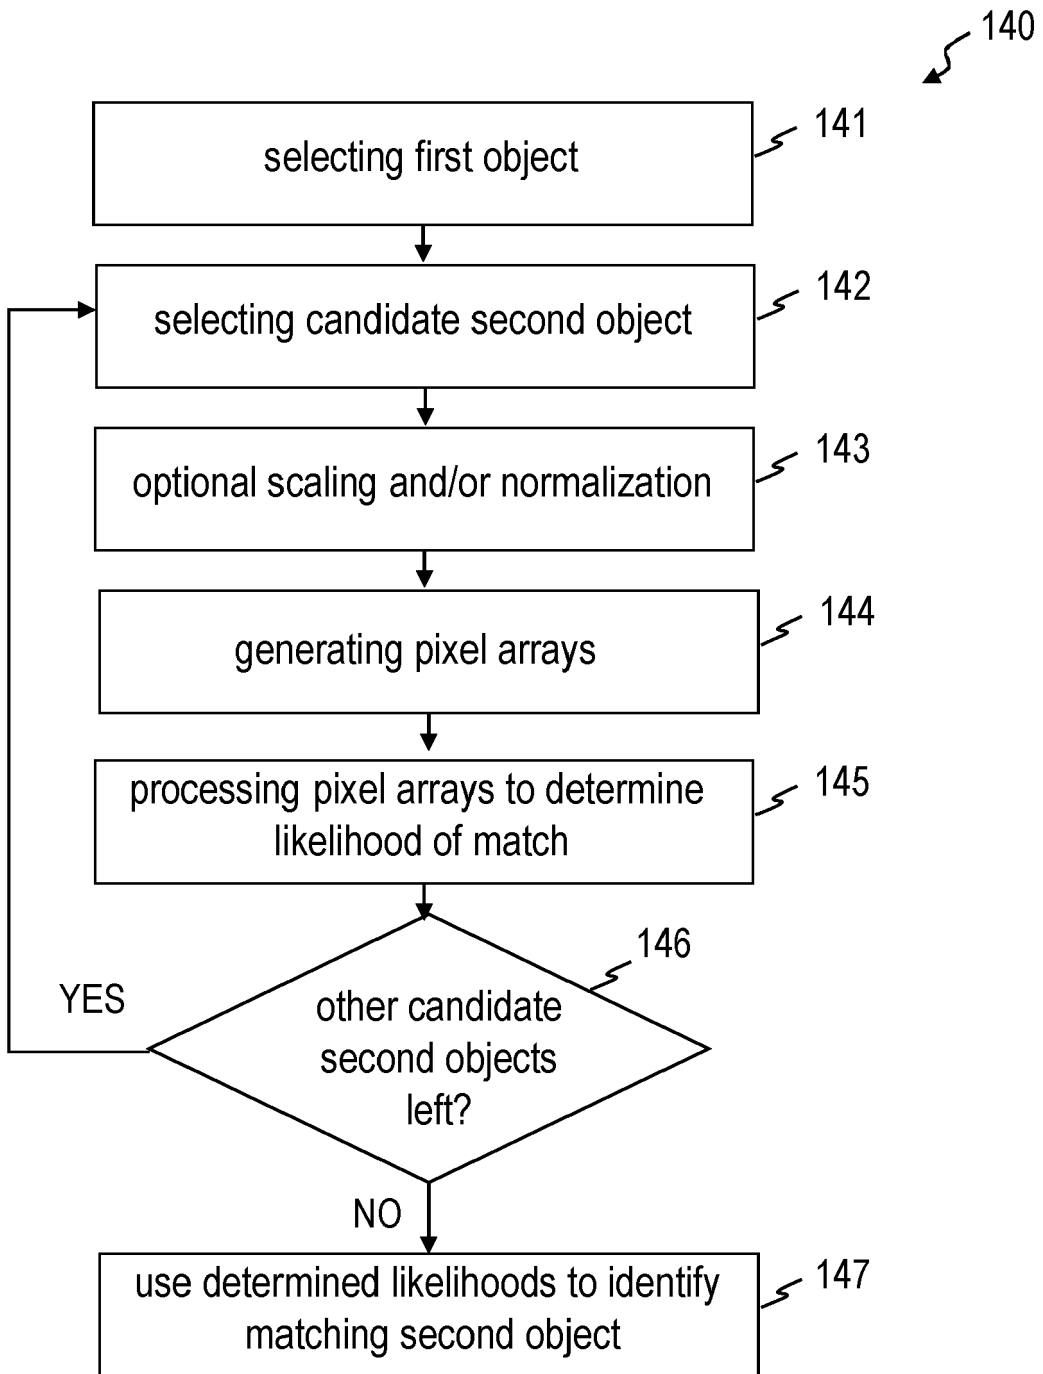 140
selecting first object
141
selecting candidate second object
142
optional scaling and/or normalization
143
generating pixel arrays
144
processing pixel arrays to determine
likelihood of match
145
146
YES
other candidate
second objects
left?
NO
use determined likelihoods to identify
matching second object
147